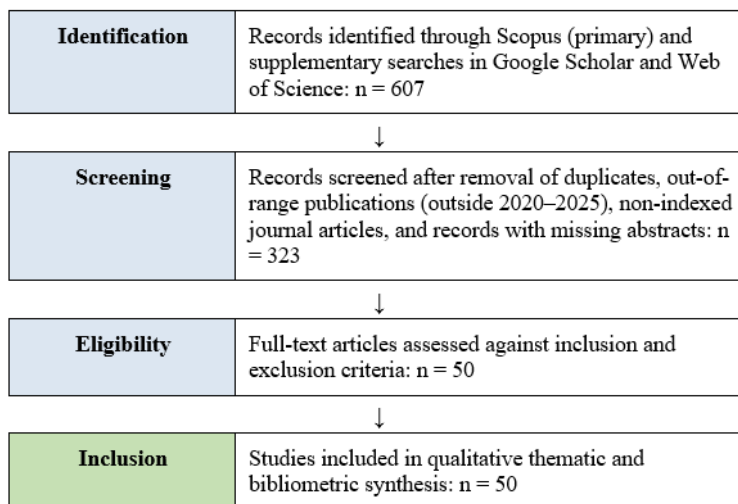 Identification
Records identified through Scopus (primary) and
supplementary searches in Google Scholar and Web
of Science: n = 607
↓
Screening
Records screened after removal of duplicates, out-of-
range publications (outside 2020–2025), non-indexed
journal articles, and records with missing abstracts: n
= 323
↓
Eligibility
Full-text articles assessed against inclusion and
exclusion criteria: n = 50
↓
Inclusion
Studies included in qualitative thematic and
bibliometric synthesis: n = 50